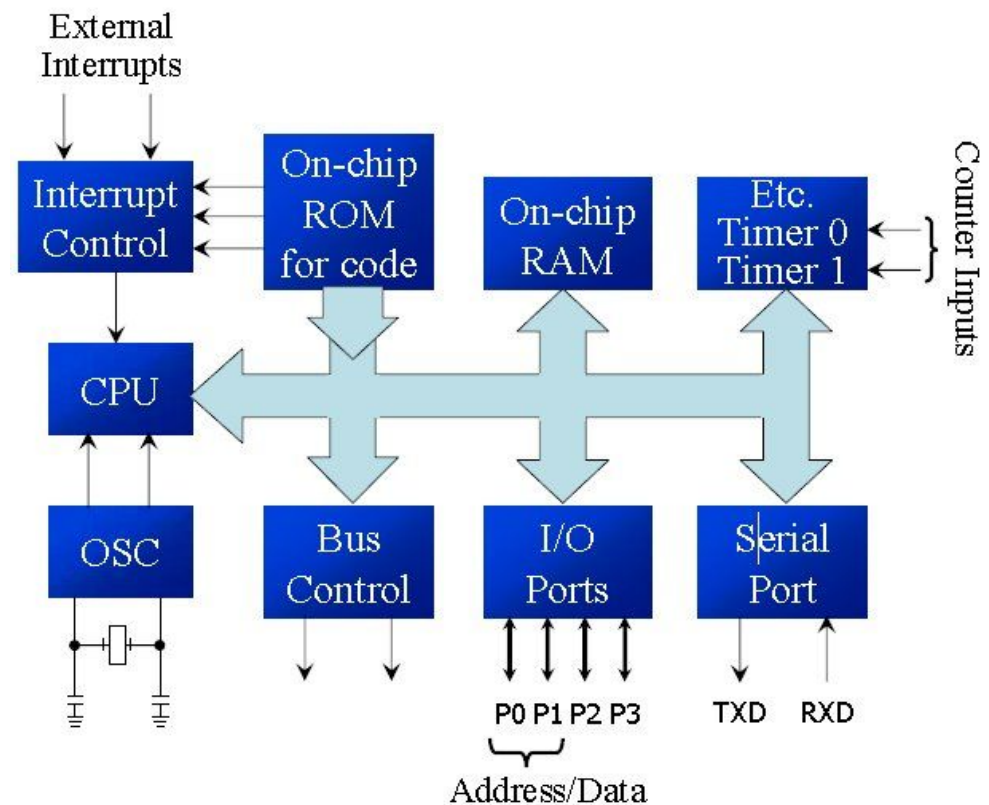 External
Interrupts
Interrupt
Control
On-chip
ROM
for code
On-chip
RAM
Etc.
Timer 0
Timer 1
Counter Inputs
CPU
OSC
Bus
Control
I/O
Ports
Serial
Port
P0 P1 P2 P3
TXD RXD
Address/Data